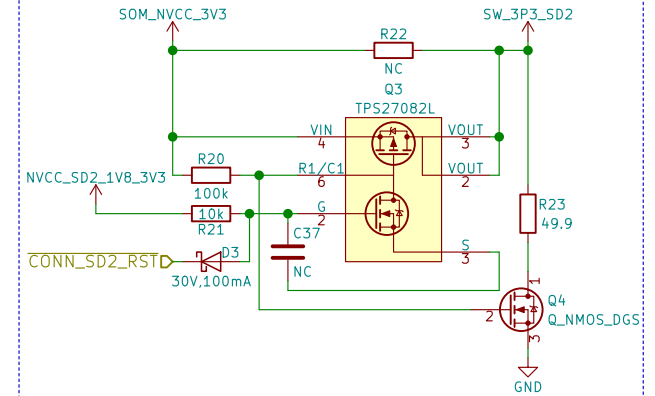 SOM_NVCC_3V3
SW_3P3_SD2
R22
NC
Q3
TPS27082L
VIN
4
VOUT
3
R20
R1/C1
6
VOUT
2
NVCC_SD2_1V8_3V3
100k
10k
R21
G
2
R23
49.9
C37
NC
S
3
CONN_SD2_RST
D3
30V,100mA
1
Q4
2
Q_NMOS_DGS
3
GND